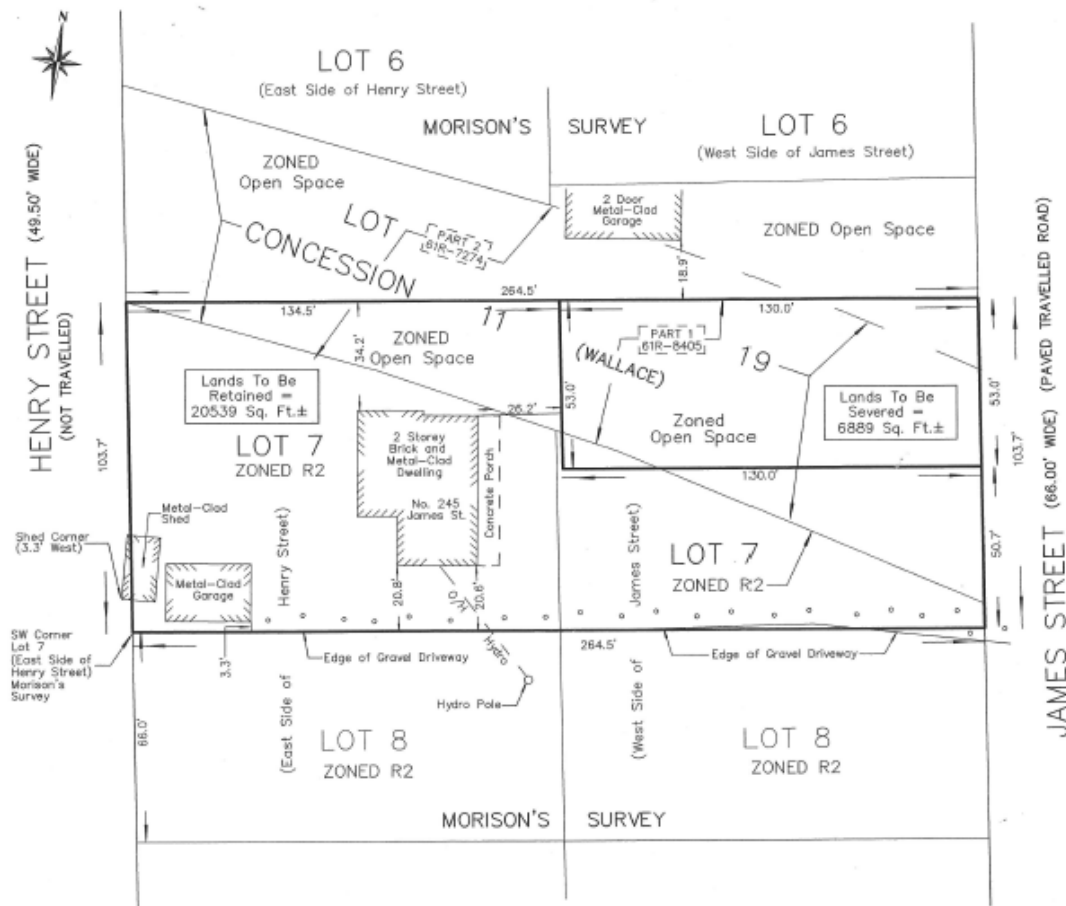 N
LOT 6
(East Side of Henry Street)
MORISON'S SURVEY
LOT 6
(West Side of James Street)
HENRY STREET (49.50' WIDE)
(NOT TRAVELLED)
ZONED
Open Space
LOT
CONCESSION
PART 2
61R-7274
2 Door
Metal-Clad
Garage
ZONED Open Space
18.9'
JAMES STREET (66.00' WIDE) (PAVED TRAVELLED ROAD)
264.5'
134.5'
130.0'
11
34.2'
ZONED
Open Space
(WALLACE)
PART 1
61R-8405
19
53.0'
53.0'
103.7'
103.7'
Lands To Be
Retained =
20539 Sq. Ft.±
Lands To Be
Severed =
6889 Sq. Ft.±
26.2'
Zoned
Open Space
LOT 7
ZONED R2
2 Storey
Brick and
Metal-Clad
Dwelling
No. 245
James St.
Concrete Porch
130.0'
50.7'
Metal-Clad
Shed
Shed Corner
(3.3' West)
Metal-Clad
Garage
Henry Street)
James Street)
LOT 7
ZONED R2
20.8'
20.6'
O.H.
Hydro
SW Corner
Lot 7
(East Side of
Henry Street)
Morison's
Survey
3.3'
Edge of Gravel Driveway
264.5'
Edge of Gravel Driveway
Hydro Pole
66.0'
(East Side of
(West Side of
LOT 8
ZONED R2
LOT 8
ZONED R2
MORISON'S SURVEY